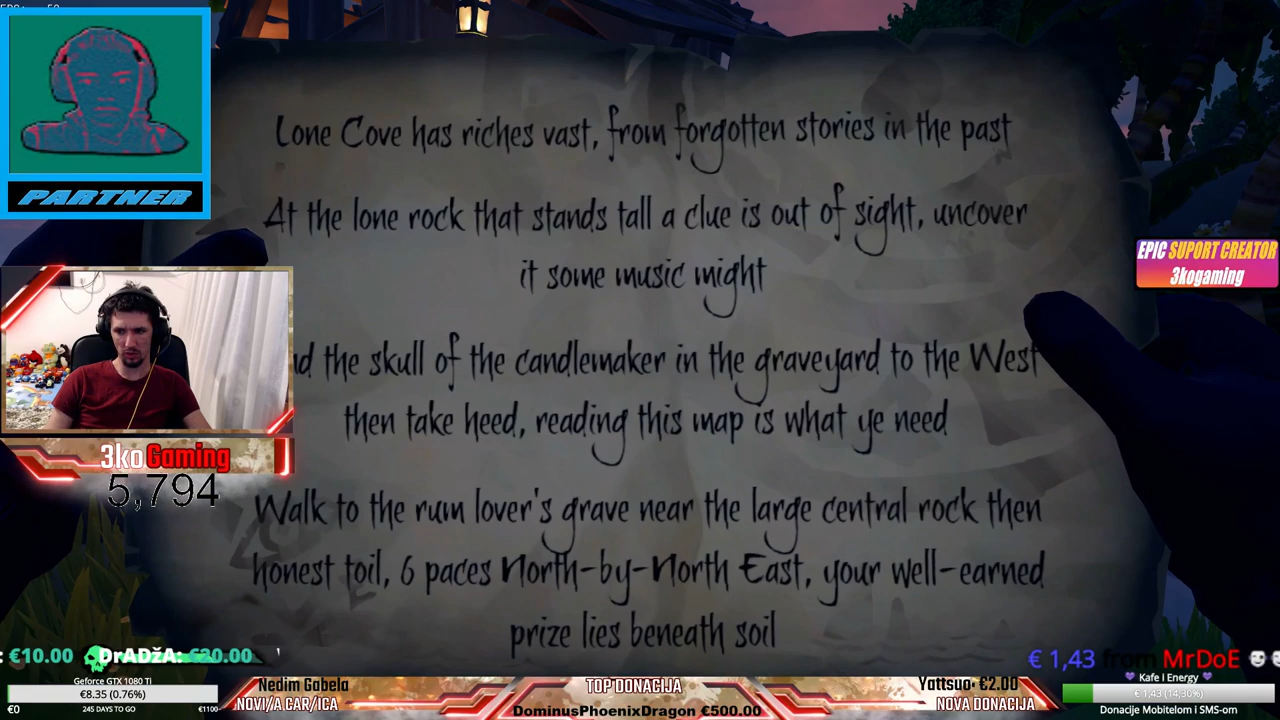 PARTNER
Lone Cove has riches vast, from forgotten stories in the past
At the lone rock that stands tall a clue is out of sight, uncover
it some music might
the skull of the candlemaker in the graveyard to the West
then take heed, reading this map is what ye need
Walk to the rum lover's grave near the large central rock then
honest toil, 6 paces North-by-North East, your well-earned
prize lies beneath soil
EPIC SUPORT CREATOR
3kogaming
3koGaming
5,794
: €10.00 DrADžA: €20.00
€ 1,43 from MrDoE
Geforce GTX 1080 Ti
€8.35 (0.76%)
€0 245 DAYS TO GO €1100
Nedim Gabela
NOVI/A CAR/ICA
TOP DONACIJA
DominusPhoenixDragon €500.00
Yattsuo: €2.00
NOVA DONACIJA
Kafe I Energy
€ 1,43 (14,30%)
Donacije Mobitelom i SMS-om